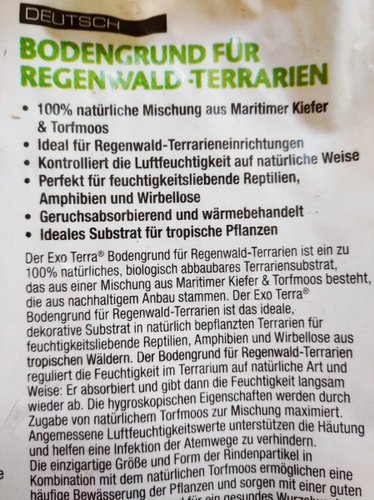 DEUTSCH
BODENGRUND FÜR
REGENWALD-TERRARIEN
• 100% natürliche Mischung aus Maritimer Kiefer
& Torfmoos
• Ideal für Regenwald-Terrarieneinrichtungen
• Kontrolliert die Luftfeuchtigkeit auf natürliche Weise
• Perfekt für feuchtigkeitsliebende Reptilien,
Amphibien und Wirbellose
• Geruchsabsorbierend und wärmebehandelt
• Ideales Substrat für tropische Pflanzen
Der Exo Terra® Bodengrund für Regenwald-Terrarien ist ein zu
100% natürliches, biologisch abbaubares Terrariensubstrat,
das aus einer Mischung aus Maritimer Kiefer & Torfmoos besteht,
die aus nachhaltigem Anbau stammen. Der Exo Terra®
Bodengrund für Regenwald-Terrarien ist das ideale,
dekorative Substrat in natürlich bepflanzten Terrarien für
feuchtigkeitsliebende Reptilien, Amphibien und Wirbellose aus
tropischen Wäldern. Der Bodengrund für Regenwald-Terrarien
reguliert die Feuchtigkeit im Terrarium auf natürliche Art und
Weise: Er absorbiert und gibt dann die Feuchtigkeit langsam
wieder ab. Die hygroskopischen Eigenschaften werden durch
Zugabe von natürlichem Torfmoos zur Mischung maximiert.
Angemessene Luftfeuchtigkeitswerte unterstützen die Häutung
und helfen eine Infektion der Atemwege zu verhindern.
Die einzigartige Größe und Form der Rindenpartikel in
Kombination mit dem natürlichen Torfmoos ermöglichen eine
häufige Bewässerung der Pflanzen und sorgen mit einer guten
für ein gesundes